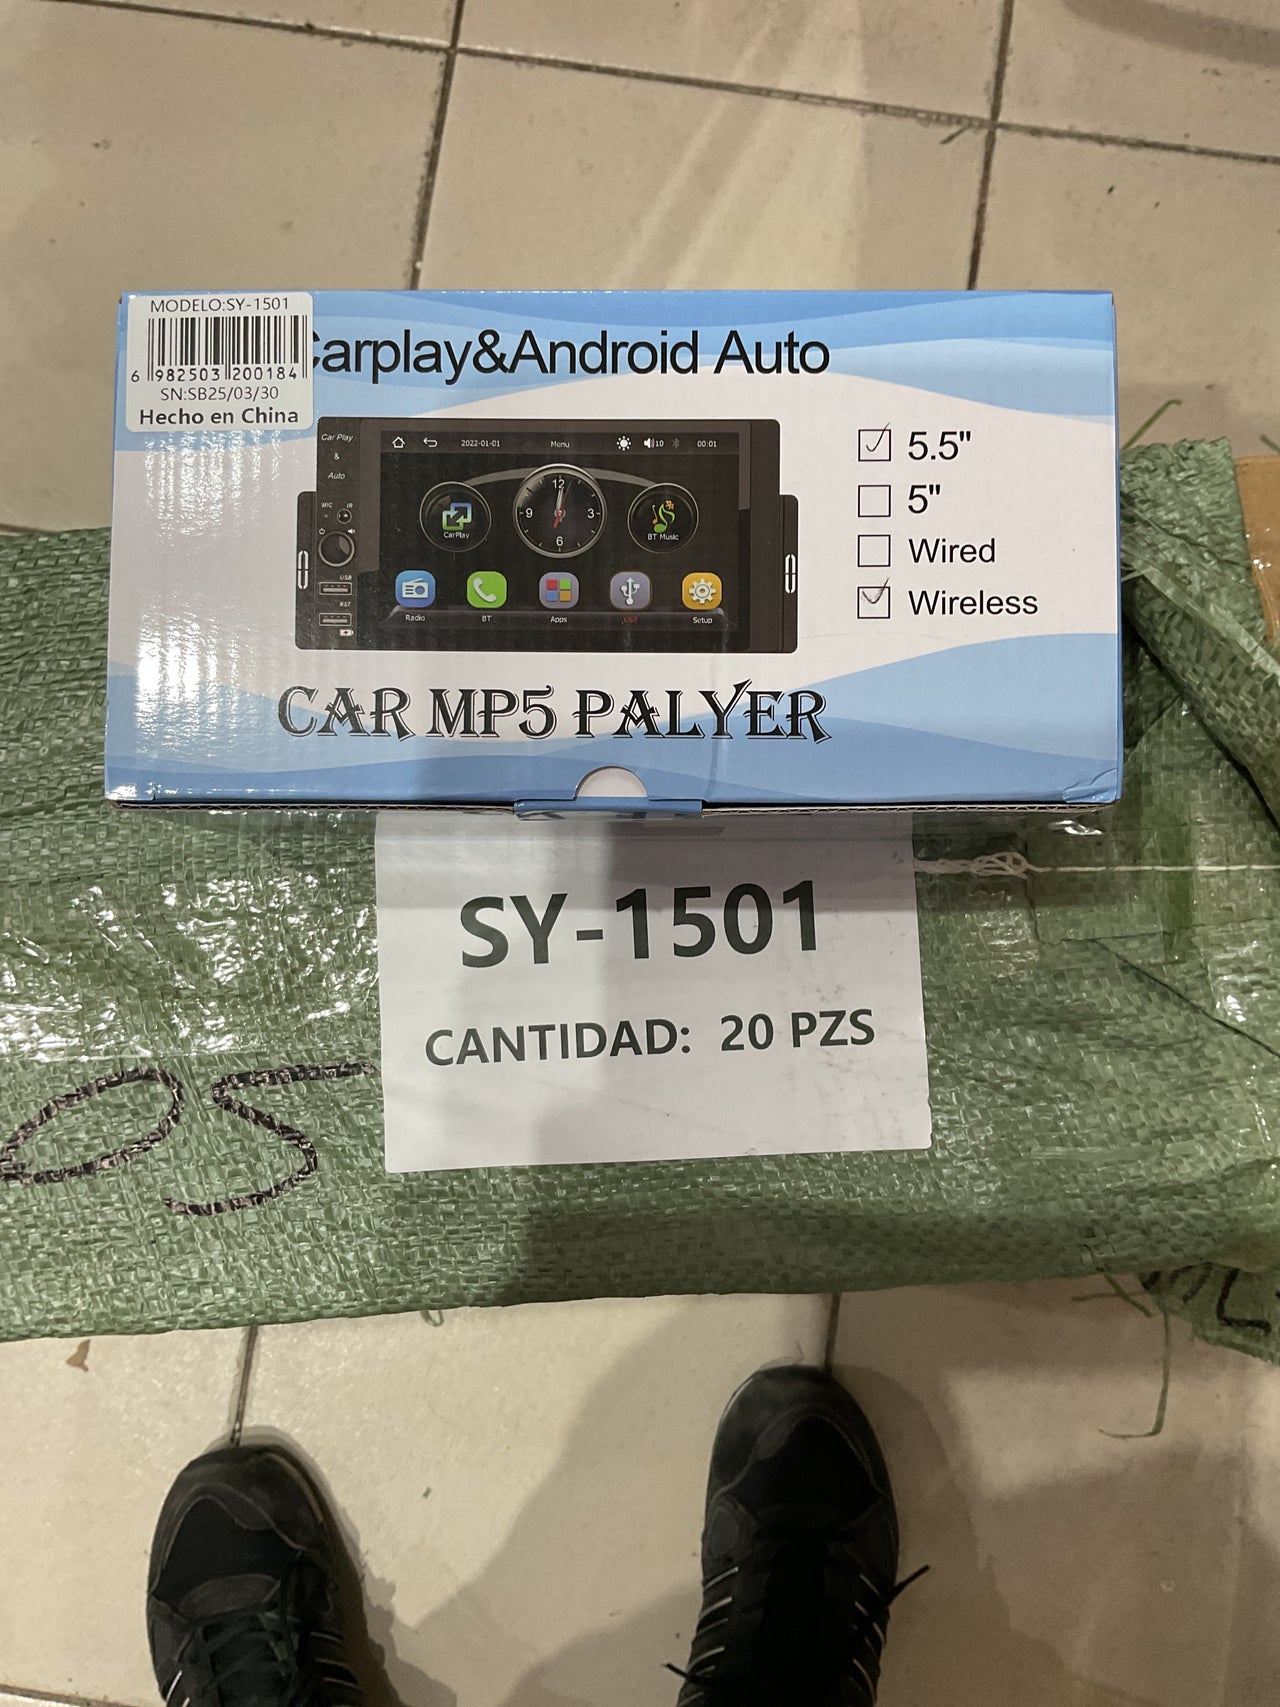 MODELO:SY-1501
6 982503 200184
SN:SB25/03/30
Hecho en China
Carplay&Android Auto
Car Play
&
Auto
MIC IR
USB
RST
2022-01-01 Menu 10 00:01
12
9 3
6
CarPlay
BT Music
Radio BT Apps USB Setup
5.5"
5"
Wired
Wireless
CAR MP5 PALYER
SY-1501
CANTIDAD: 20 PZS
05